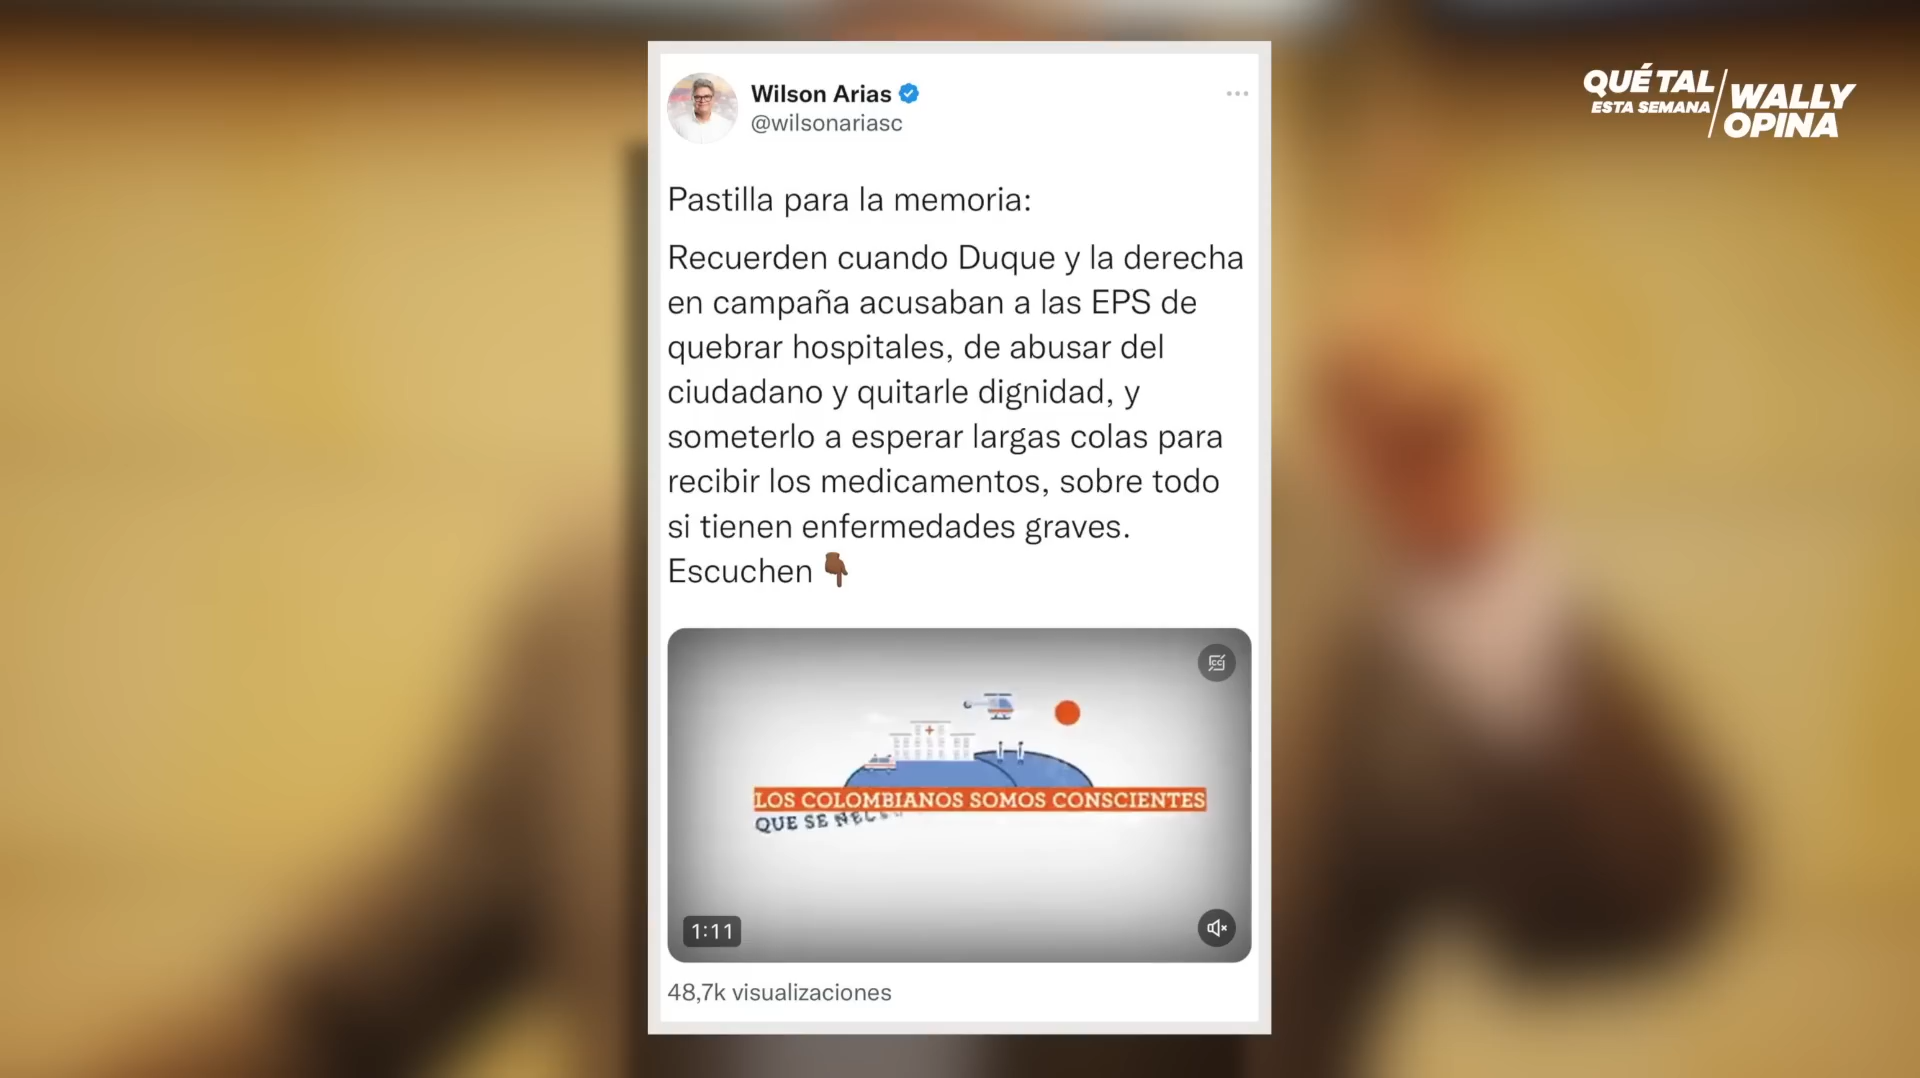 QUÉ TAL
ESTA SEMANA
WALLY
OPINA
Wilson Arias
@wilsonariasc
Pastilla para la memoria:
Recuerden cuando Duque y la derecha
en campaña acusaban a las EPS de
quebrar hospitales, de abusar del
ciudadano y quitarle dignidad, y
someterlo a esperar largas colas para
recibir los medicamentos, sobre todo
si tienen enfermedades graves.
Escuchen
CC
LOS COLOMBIANOS SOMOS CONSCIENTES
QUE SE
1:11
48,7k visualizaciones